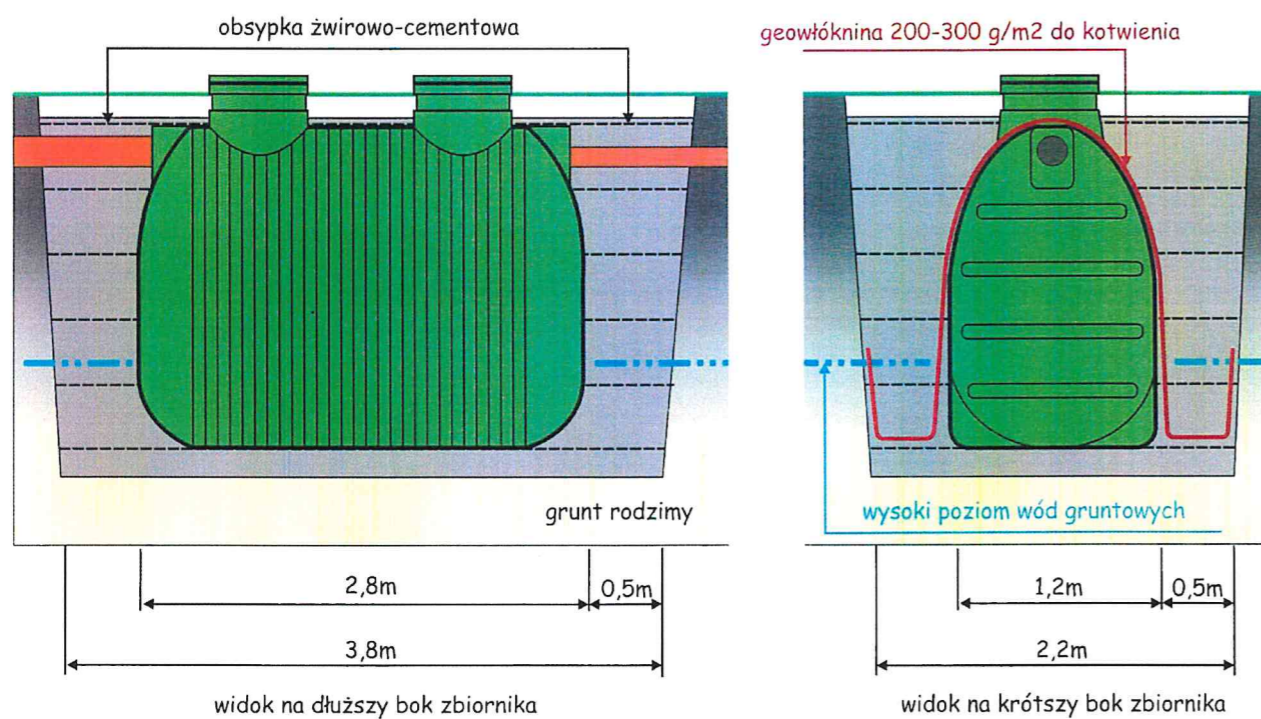 obsypka żwirowo-cementowa
geowłóknina 200-300 g/m2 do kotwienia
grunt rodzimy
wysoki poziom wód gruntowych
2,8m
0,5m
1,2m
0,5m
3,8m
2,2m
widok na dłuższy bok zbiornika
widok na krótszy bok zbiornika